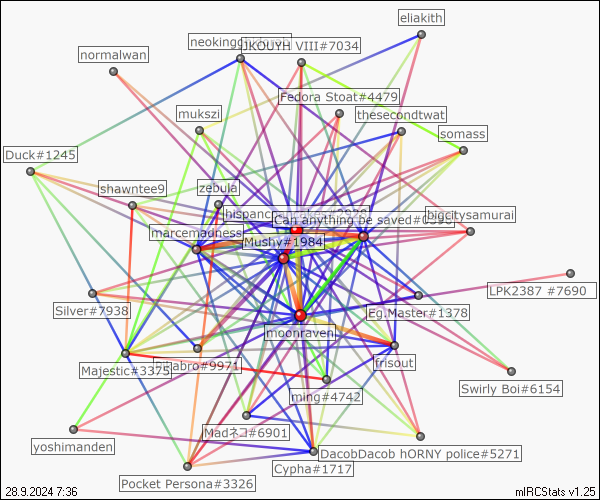 eliakith
neokingg
JKOUYH VIII#7034
normalwan
Fedora Stoat#4479
mukszi
thesecondtwat
somass
Duck#1245
shawntee9
zebula
Can anything be saved#0
bigcitysamurai
marcemadness
Mushy#1984
LPK2387 #7690
Silver#7938
Eg.Master#1378
moonraven
Majestic#3375
#9971
frisout
Swirly Boi#6154
ming#4742
yoshimanden
Madネコ#6901
DacobDacob hORNY police#5271
Cypha#1717
Pocket Persona#3326
28.9.2024 7:36
mIRCStats v1.25